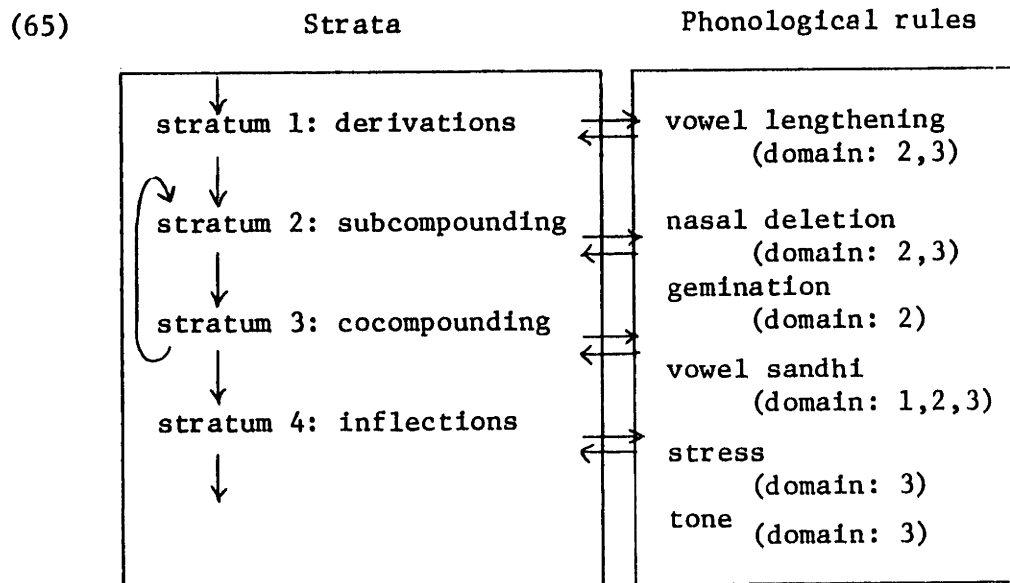 (65) Strata Phonological rules
stratum 1: derivations
stratum 2: subcompounding
stratum 3: cocompounding
stratum 4: inflections
vowel lengthening
(domain: 2,3)
nasal deletion
(domain: 2,3)
gemination
(domain: 2)
vowel sandhi
(domain: 1,2,3)
stress
(domain: 3)
tone
(domain: 3)